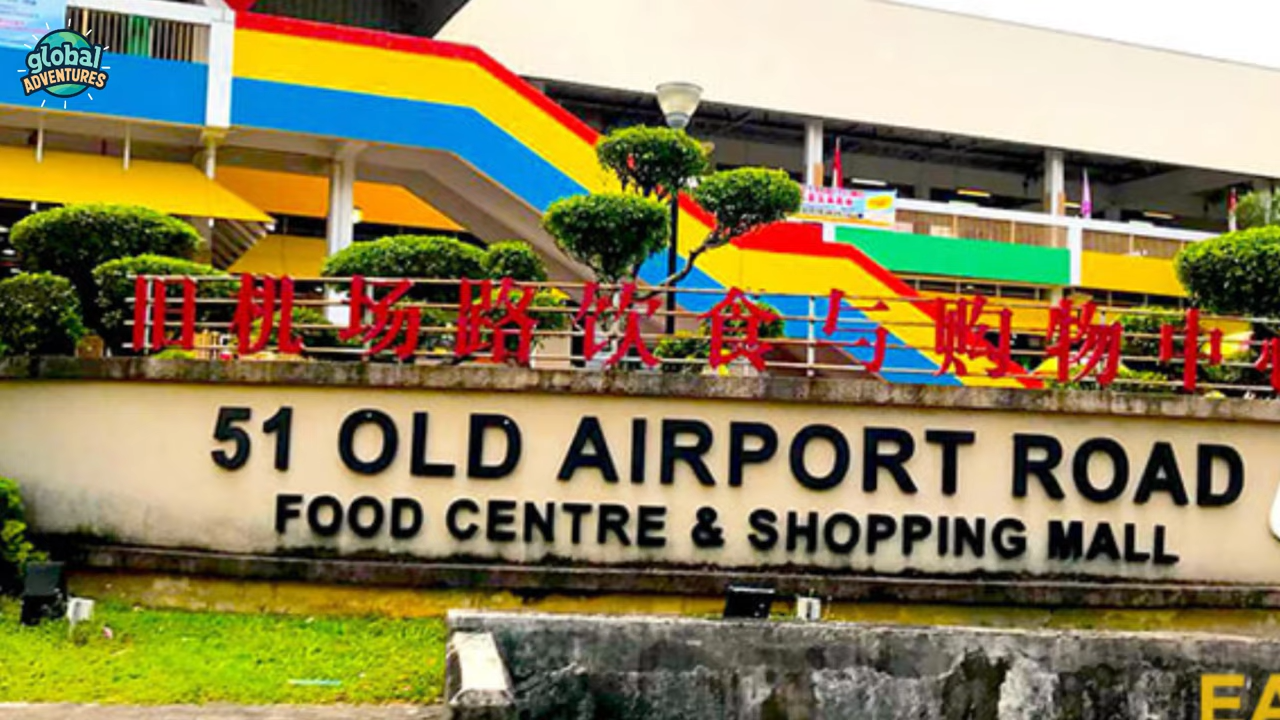 global
ADVENTURES
旧机场路饮食与购物中
51 OLD AIRPORT ROAD
FOOD CENTRE & SHOPPING MALL